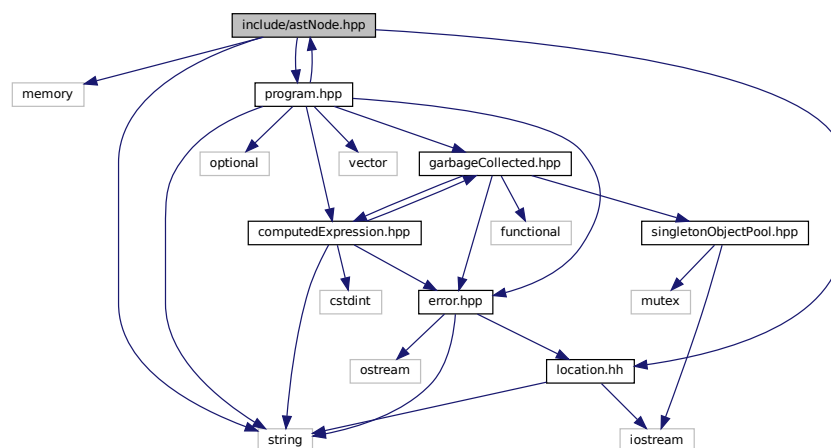 include/astNode.hpp
memory
program.hpp
optional
vector
garbageCollected.hpp
computedExpression.hpp
functional
singletonObjectPool.hpp
cstdint
error.hpp
mutex
ostream
location.hh
string
iostream